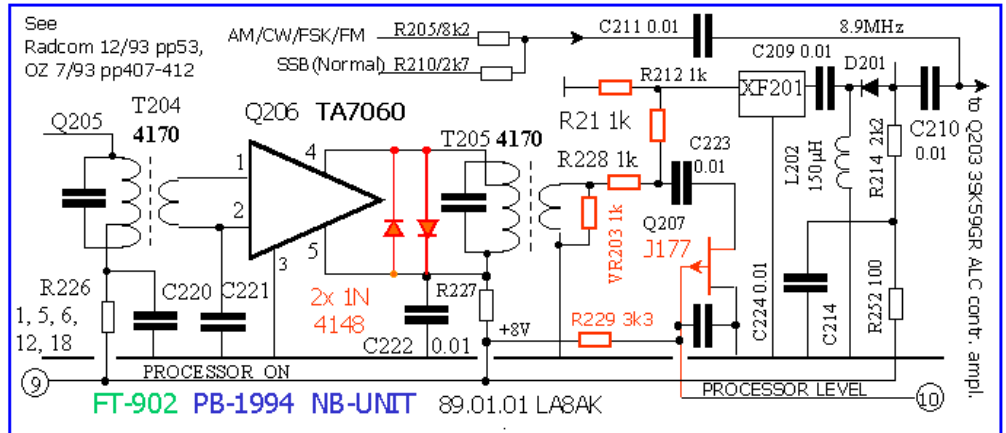 See
Radcom 12/93 pp53,
OZ 7/93 pp407-412
AM/CW/FSK/FM
R205/8k2
SSB(Normal)
R210/2k7
C211 0.01
8.9MHz
C209 0.01
D201
R212 1k
XF201
R21 1k
T204
4170
Q205
Q206 TA7060
1
2
3
4
5
T205 4170
R228 1k
C223
0.01
Q207
J177
VR203 1k
L202
150µH
R214 2k2
C210
0.01
to Q203 3SK59GR ALC contr. ampl.
R226
1, 5, 6,
12, 18
C220
C221
2x 1N
4148
R227
+8V
C222 0.01
R229 3k3
C224 0.01
C214
R252 100
9
PROCESSOR ON
PROCESSOR LEVEL
10
FT-902 PB-1994 NB-UNIT 89.01.01 LA8AK